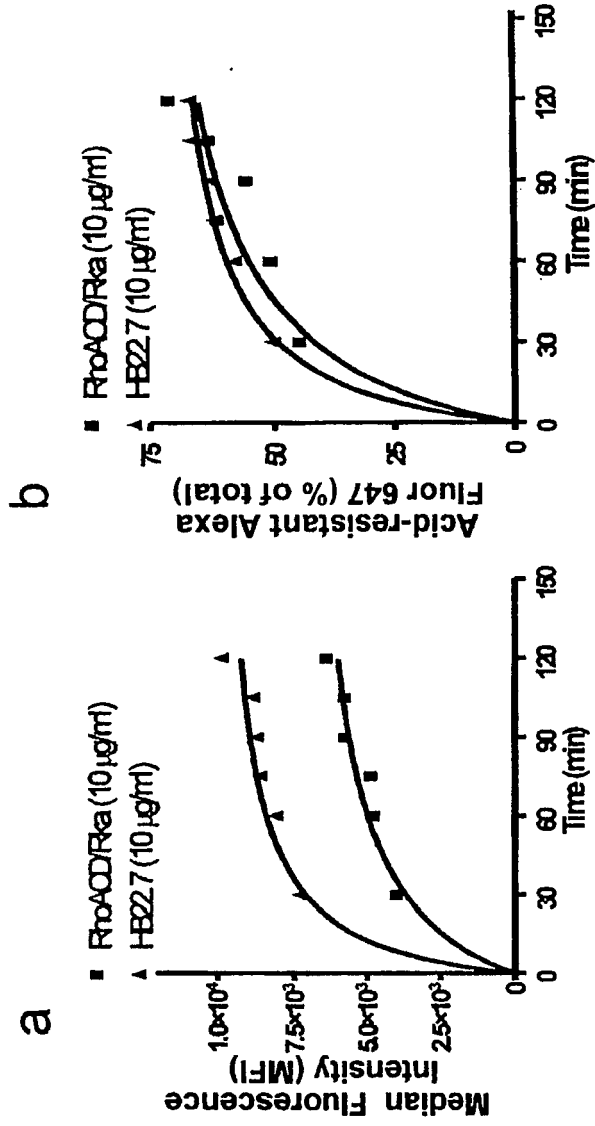 a
RhoACD/Rka (10 µg/ml)
HB22.7 (10 µg/ml)
Median Fluorescence
Intensity (MFI)
1.0×10⁴
7.5×10³
5.0×10³
2.5×10³
0
0 30 60 90 120 150
Time (min)
b
RhoACD/Rka (10 µg/ml)
HB22.7 (10 µg/ml)
Acid-resistant Alexa
Fluor 647 (% of total)
75
50
25
0
0 30 60 90 120 150
Time (min)